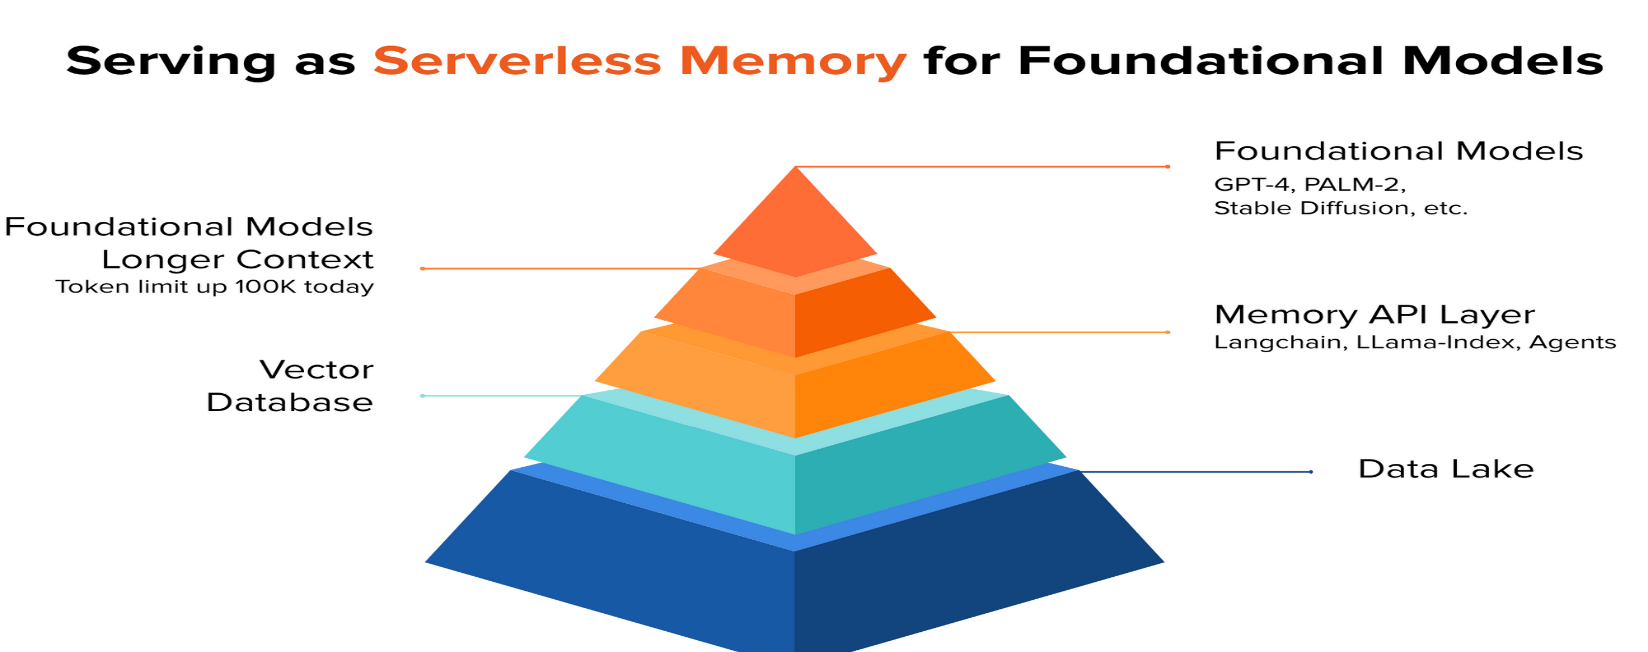 Serving as Serverless Memory for Foundational Models
Foundational Models
GPT-4, PALM-2,
Stable Diffusion, etc.
Foundational Models
Longer Context
Token limit up 100K today
Memory API Layer
Langchain, LLama-Index, Agents
Vector
Database
Data Lake